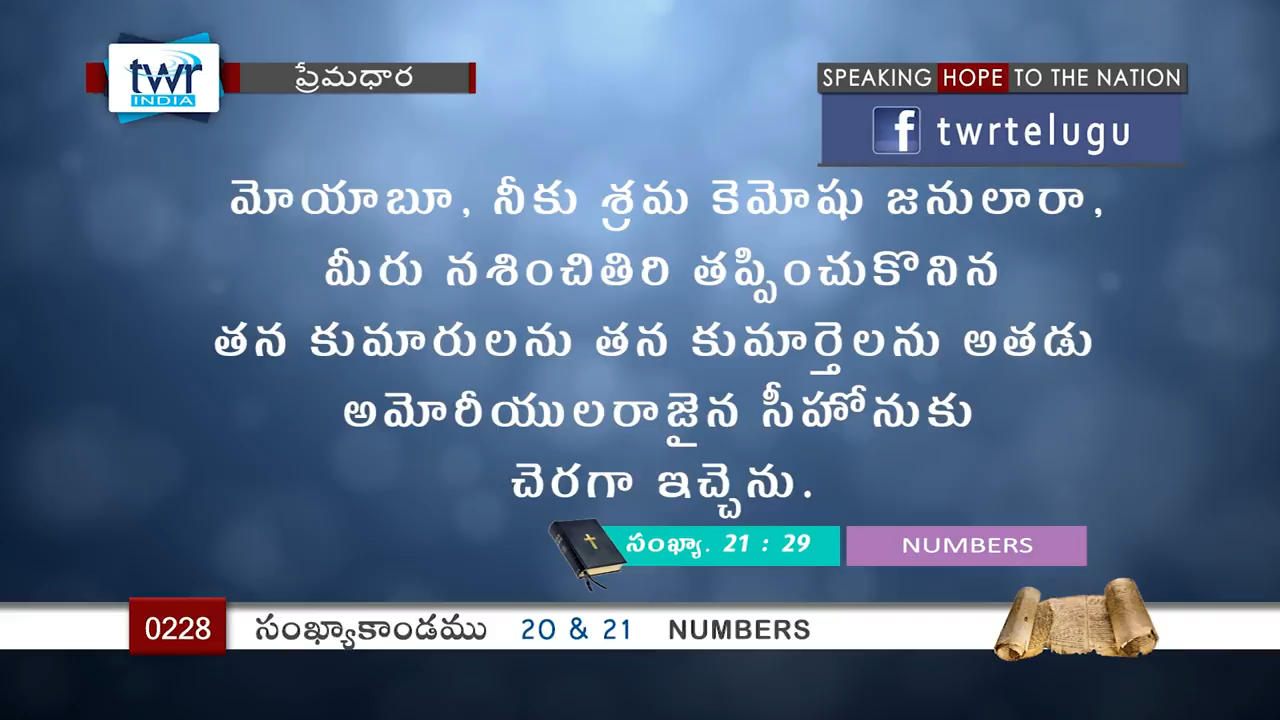 twr
INDIA
ప్రేమధార
SPEAKING HOPE TO THE NATION
f twrtelugu
మోయాబూ, నీకు శ్రమ కెమోషు జనులారా,
మీరు నశించితిరి తప్పించుకొనిన
తన కుమారులను తన కుమార్తెలను అతడు
అమోరీయులరాజైన సీహోనుకు
చెరగా ఇచ్చెను.
సంఖ్యా. 21 : 29 NUMBERS
0228 సంఖ్యాకాండము 20 & 21 NUMBERS